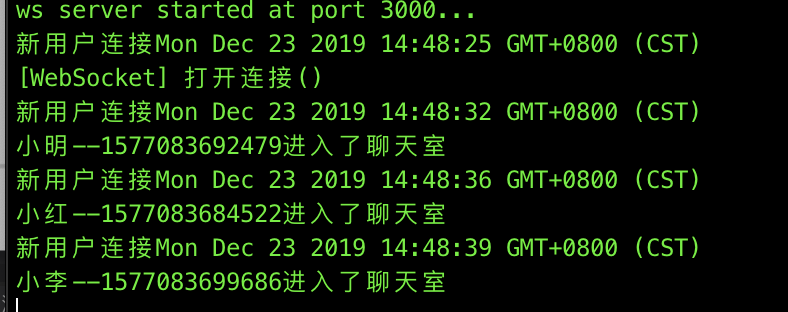 ws server started at port 3000...
新用户连接Mon Dec 23 2019 14:48:25 GMT+0800 (CST)
[WebSocket] 打开连接()
新用户连接Mon Dec 23 2019 14:48:32 GMT+0800 (CST)
小明--1577083692479进入了聊天室
新用户连接Mon Dec 23 2019 14:48:36 GMT+0800 (CST)
小红--1577083684522进入了聊天室
新用户连接Mon Dec 23 2019 14:48:39 GMT+0800 (CST)
小李--1577083699686进入了聊天室